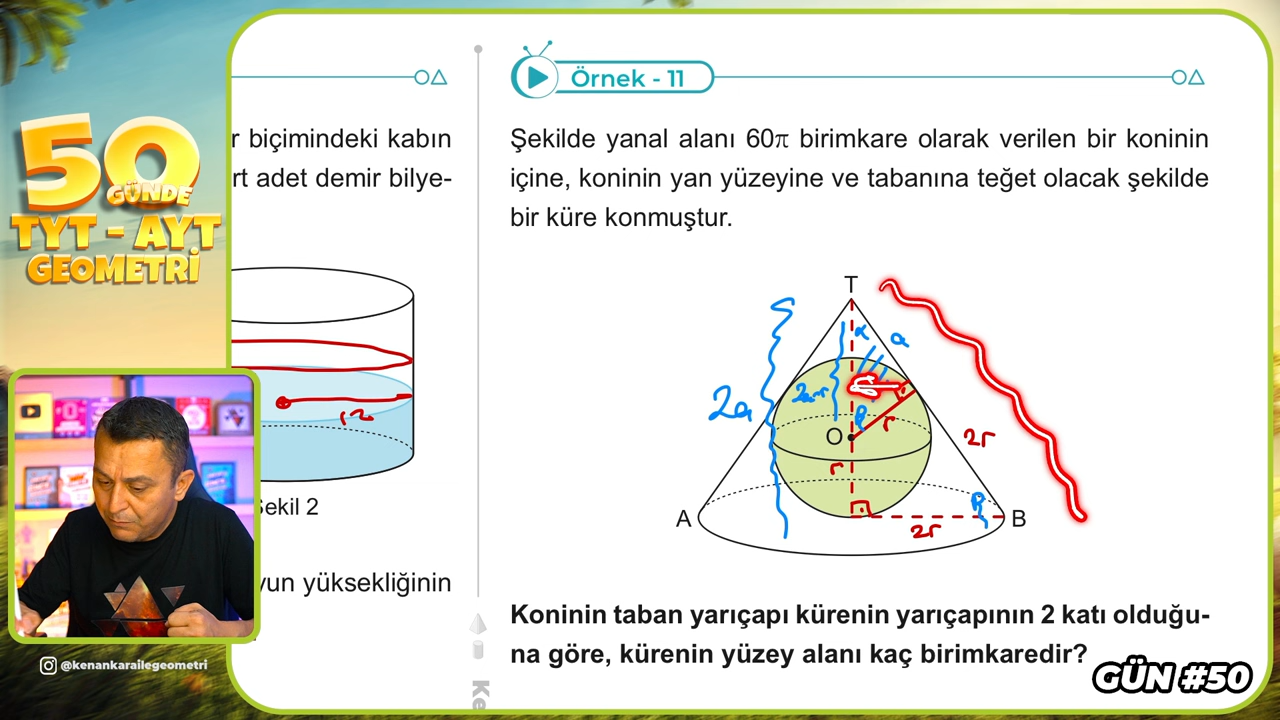 50
GÜNDE
TYT - AYT
GEOMETRİ
r biçimindeki kabın
rt adet demir bilye-
12
Şekil 2
yun yüksekliğinin
@kenankarailegeometri
Ke
Örnek - 11
Şekilde yanal alanı 60π birimkare olarak verilen bir koninin
içine, koninin yan yüzeyine ve tabanına teğet olacak şekilde
bir küre konmuştur.
T
α
a
2a
2a-r
β
r
O
r
2r
A
2r
β
B
Koninin taban yarıçapı kürenin yarıçapının 2 katı olduğu-
na göre, kürenin yüzey alanı kaç birimkaredir?
GÜN #50